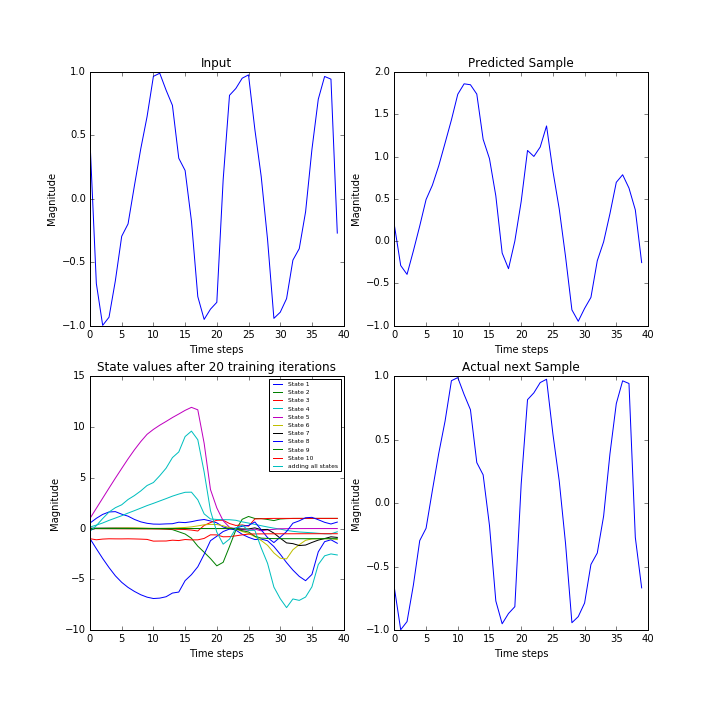 Input
Magnitude
1.0
0.5
0.0
−0.5
−1.0
0 5 10 15 20 25 30 35 40
Time steps
Predicted Sample
Magnitude
2.0
1.5
1.0
0.5
0.0
−0.5
−1.0
0 5 10 15 20 25 30 35 40
Time steps
State values after 20 training iterations
Magnitude
15
10
5
0
−5
−10
0 5 10 15 20 25 30 35 40
Time steps
State 1
State 2
State 3
State 4
State 5
State 6
State 7
State 8
State 9
State 10
adding all states
Actual next Sample
Magnitude
1.0
0.5
0.0
−0.5
−1.0
0 5 10 15 20 25 30 35 40
Time steps